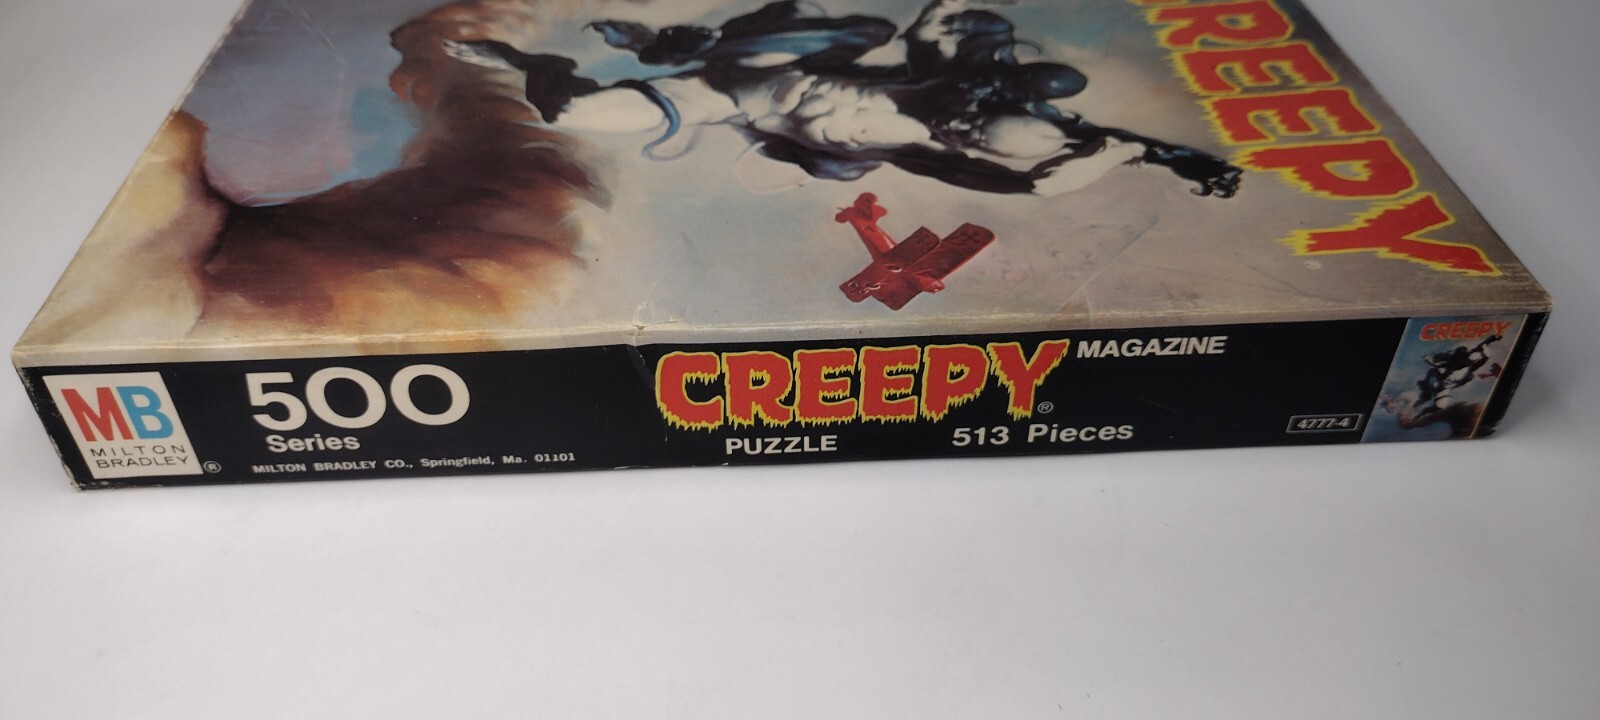 CREEPY
®
MB
MILTON
BRADLEY ®
500
Series
MILTON BRADLEY CO., Springfield, Ma. 01101
CREEPY® MAGAZINE
PUZZLE 513 Pieces
4777-4
CREEPY